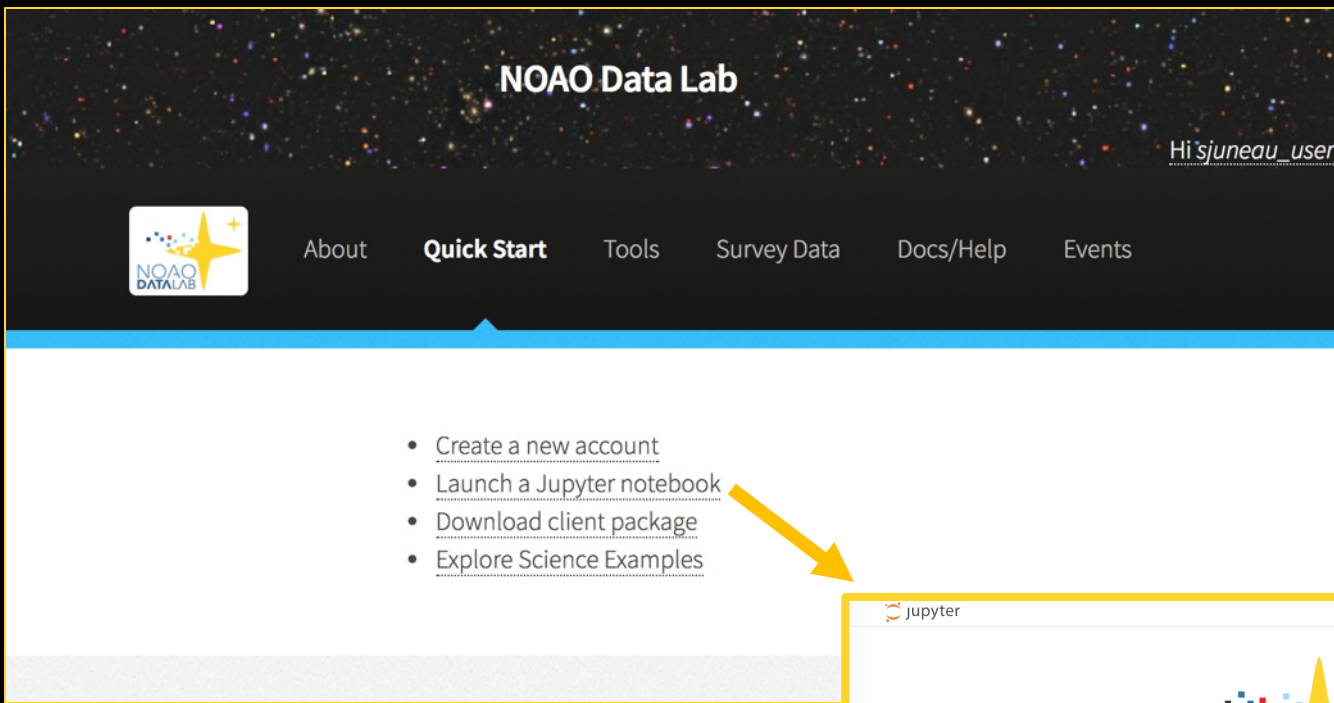 NOAO Data Lab
Hi sjuneau_user
NOAO
DATALAB
About Quick Start Tools Survey Data Docs/Help Events
• Create a new account
• Launch a Jupyter notebook
• Download client package
• Explore Science Examples
jupyter